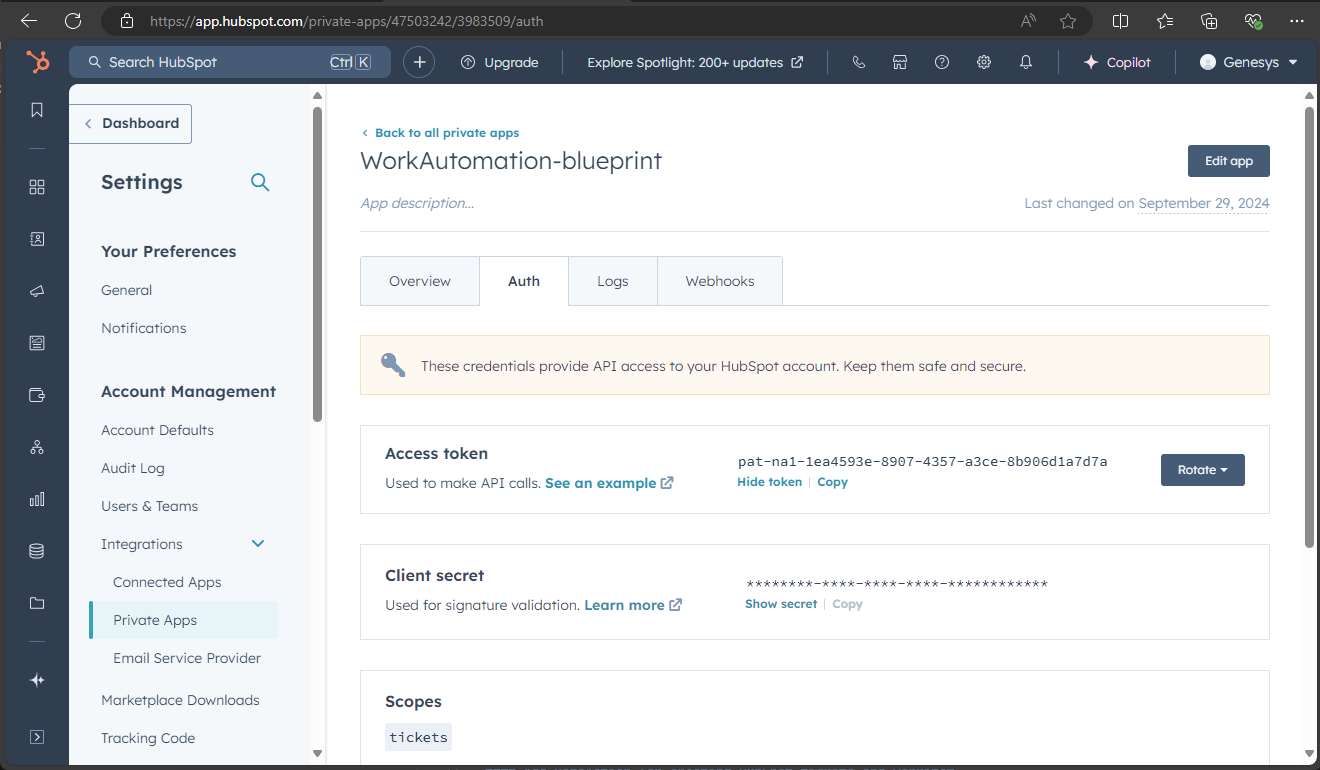 https://app.hubspot.com/private-apps/47503242/3983509/auth
Search HubSpot Ctrl K
Upgrade
Explore Spotlight: 200+ updates
Copilot
Genesys
Dashboard
Settings
Your Preferences
General
Notifications
Account Management
Account Defaults
Audit Log
Users & Teams
Integrations
Connected Apps
Private Apps
Email Service Provider
Marketplace Downloads
Tracking Code
Back to all private apps
WorkAutomation-blueprint
Edit app
App description...
Last changed on September 29, 2024
Overview Auth Logs Webhooks
These credentials provide API access to your HubSpot account. Keep them safe and secure.
Access token
Used to make API calls. See an example
pat-na1-1ea4593e-8907-4357-a3ce-8b906d1a7d7a
Hide token Copy
Rotate
Client secret
Used for signature validation. Learn more
********-****-****-****-************
Show secret Copy
Scopes
tickets